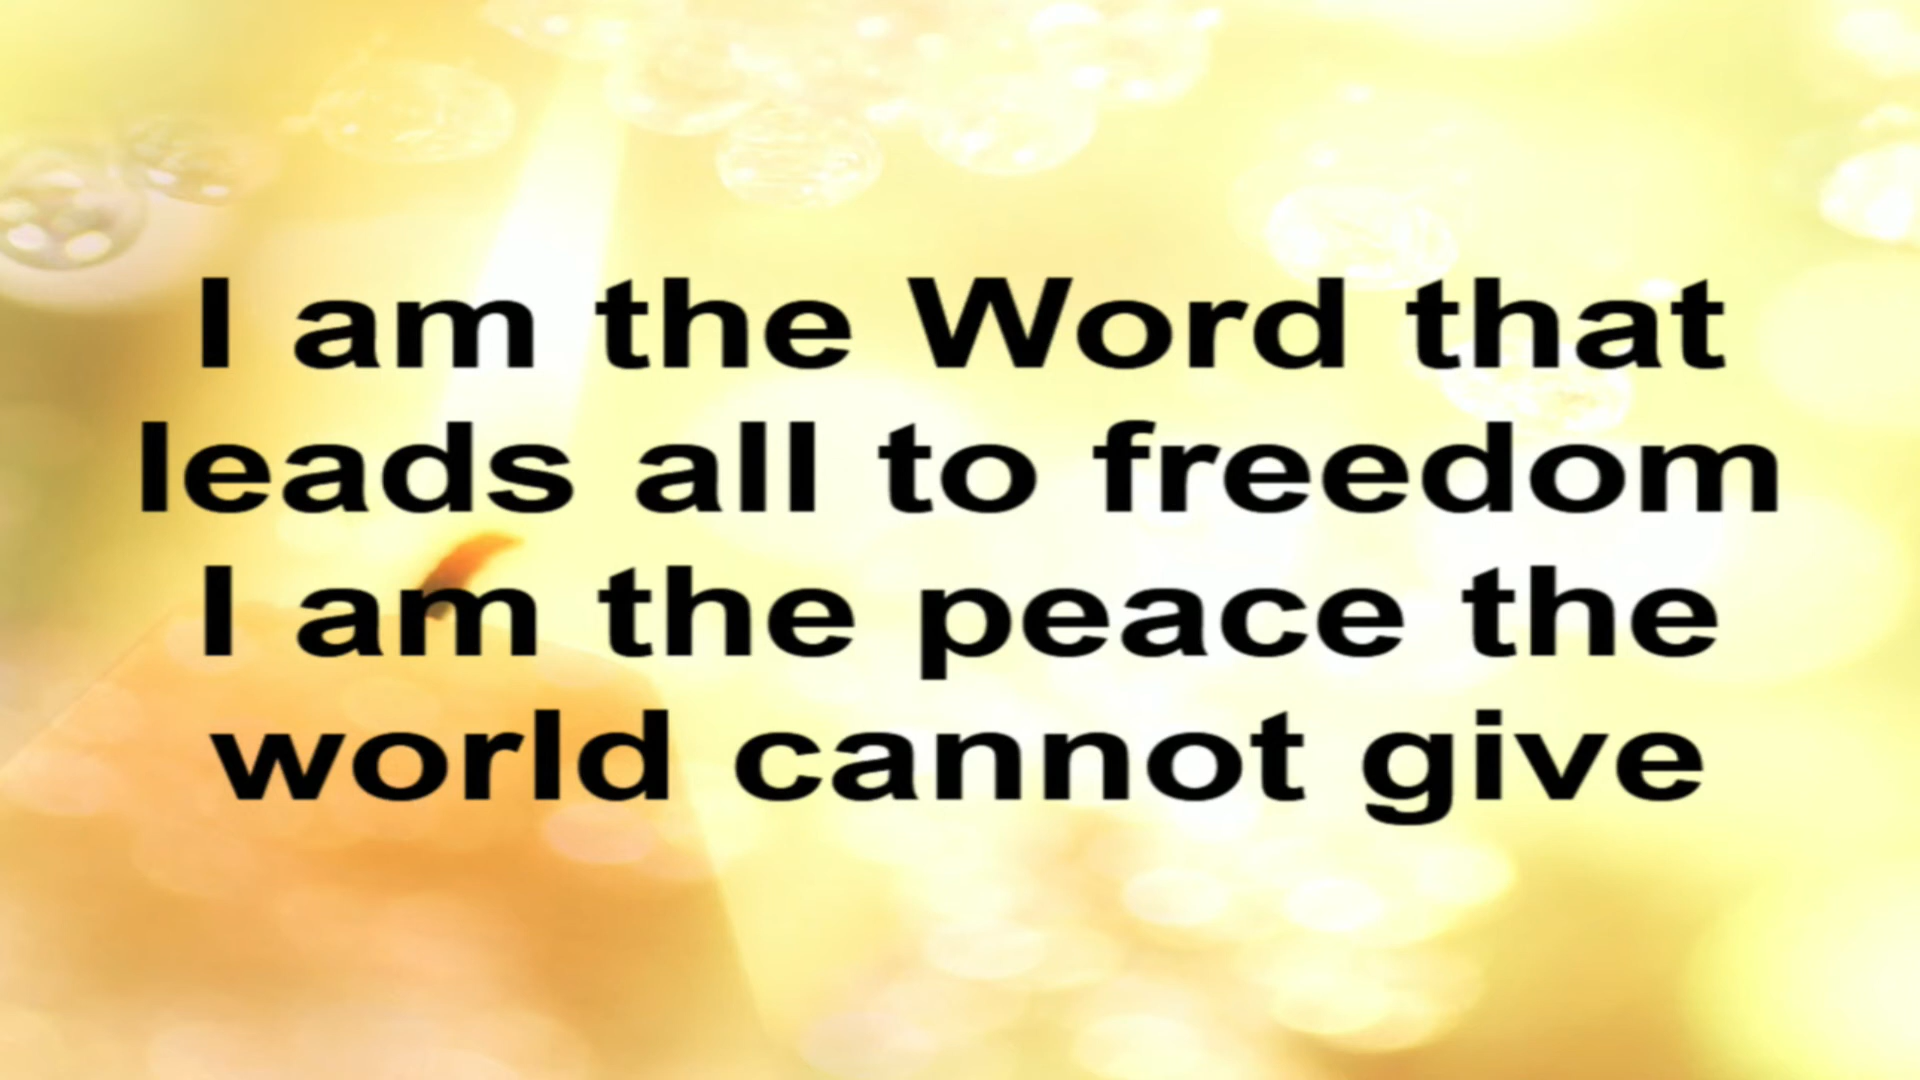 I am the Word that
leads all to freedom
I am the peace the
world cannot give